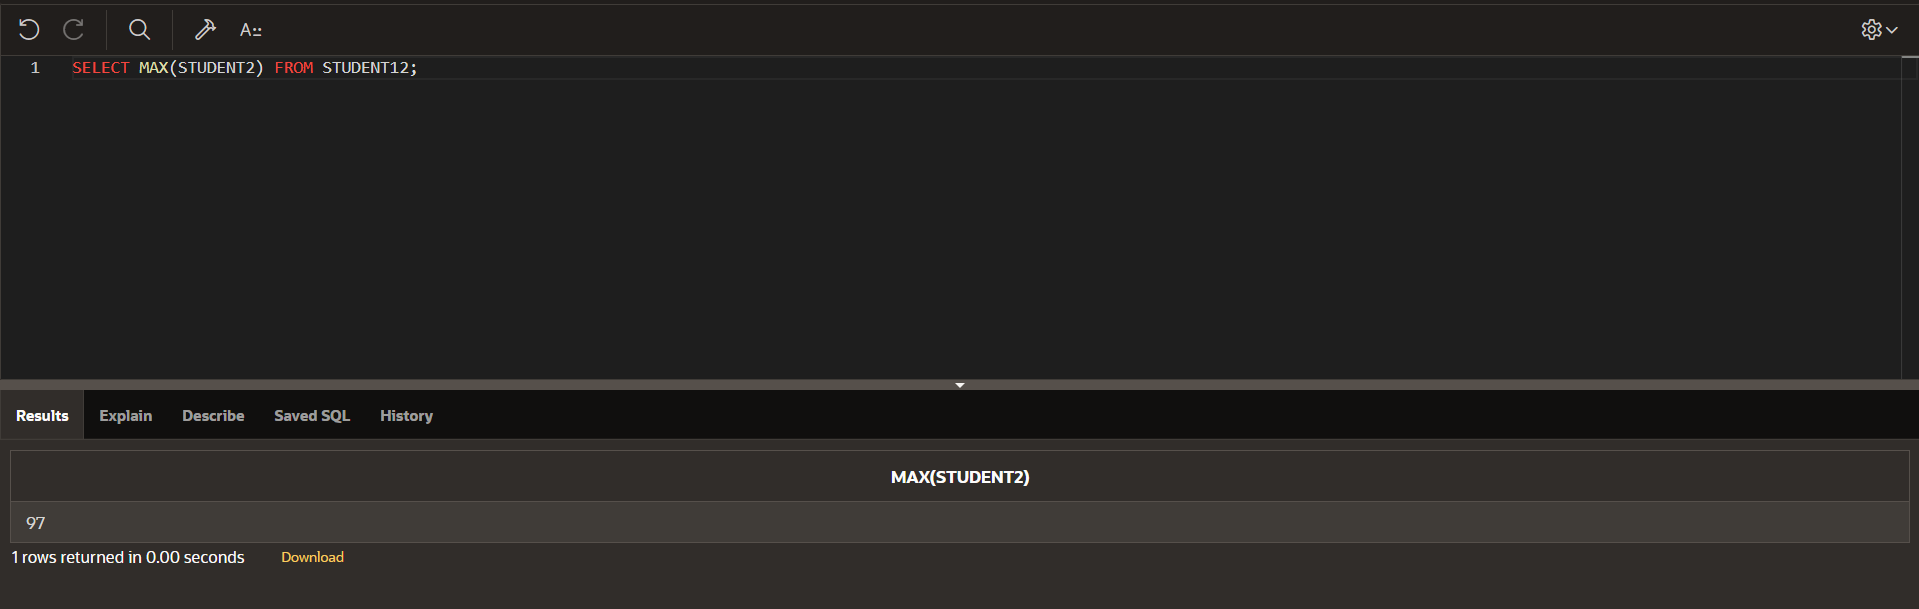 A::
1 SELECT MAX(STUDENT2) FROM STUDENT12;
Results Explain Describe Saved SQL History
MAX(STUDENT2)
97
1 rows returned in 0.00 seconds Download